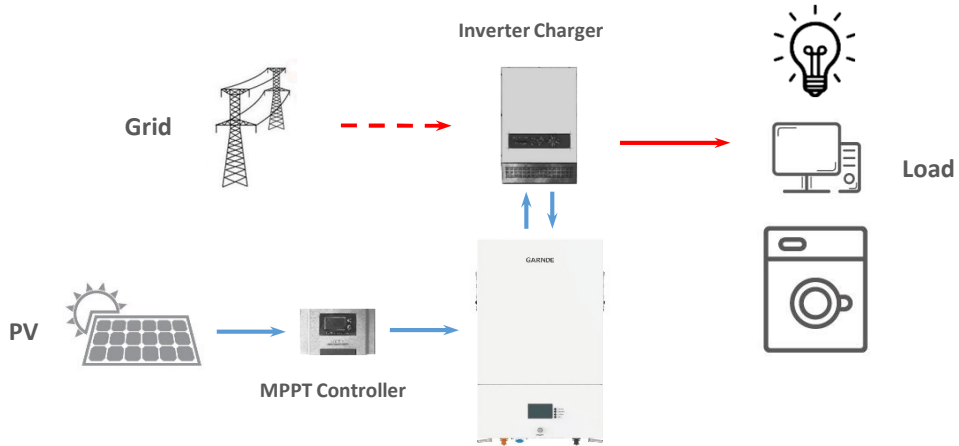 Inverter Charger
Grid
Load
GARNDE
PV
MPPT Controller